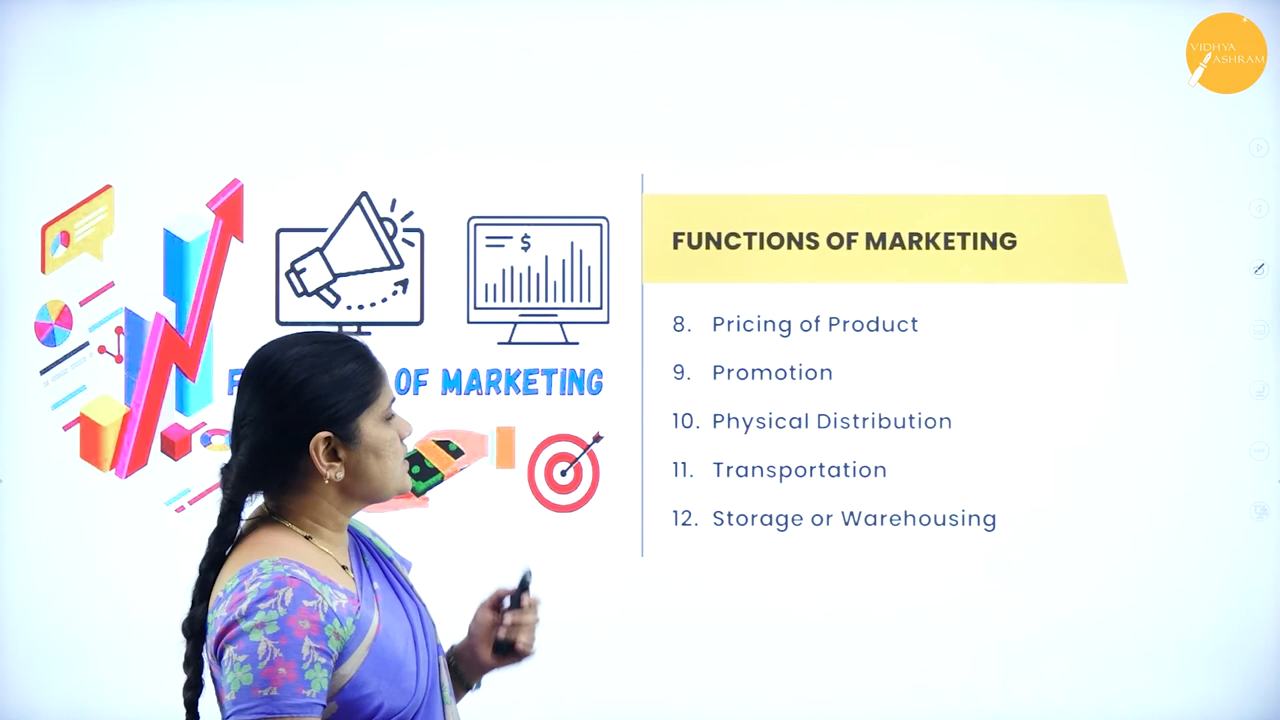 VIDHYA
ASHRAM
OF MARKETING
FUNCTIONS OF MARKETING
8. Pricing of Product
9. Promotion
10. Physical Distribution
11. Transportation
12. Storage or Warehousing
$